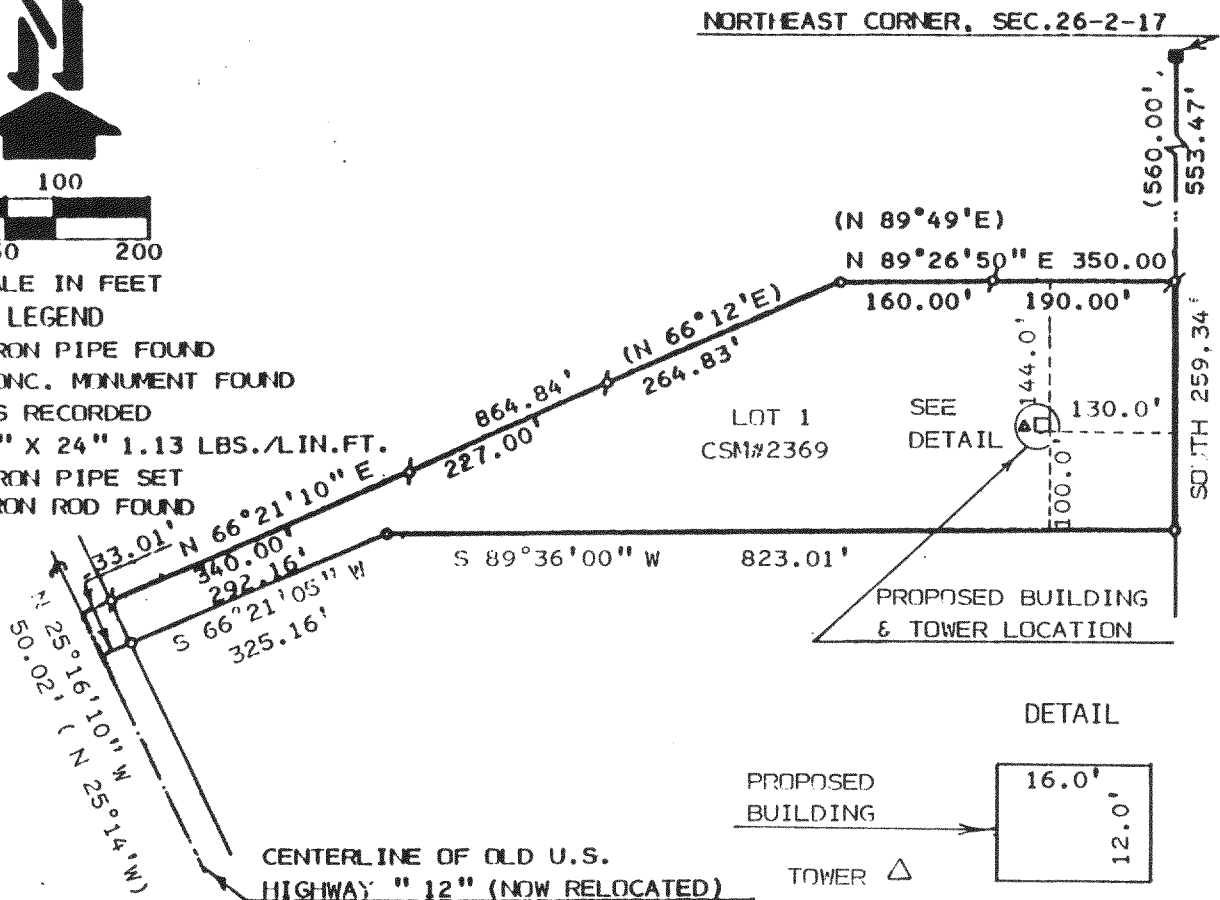 N
NORTHEAST CORNER, SEC.26-2-17
100
200
IN FEET
LEGEND
PIPE FOUND
MONUMENT FOUND
RECORDED
X 24" 1.13 LBS./LIN.FT.
PIPE SET
ROD FOUND
(560.00',
553.47'
(N 89°49'E)
N 89°26'50" E 350.00
160.00' 190.00'
(N 66°12'E)
264.83'
864.84'
227.00'
N 66°21'10" E
340.00'
33.01'
292.16'
S 66°21'05" W
325.16'
LOT 1
CSM#2369
SEE
DETAIL
144.0'
130.0'
100.0'
SOUTH 259.34'
S 89°36'00" W 823.01'
PROPOSED BUILDING
& TOWER LOCATION
N 25°16'10" W
50.02' ( N 25°14'W)
CENTERLINE OF OLD U.S.
HIGHWAY "12" (NOW RELOCATED)
DETAIL
PROPOSED
BUILDING
16.0'
12.0'
TOWER